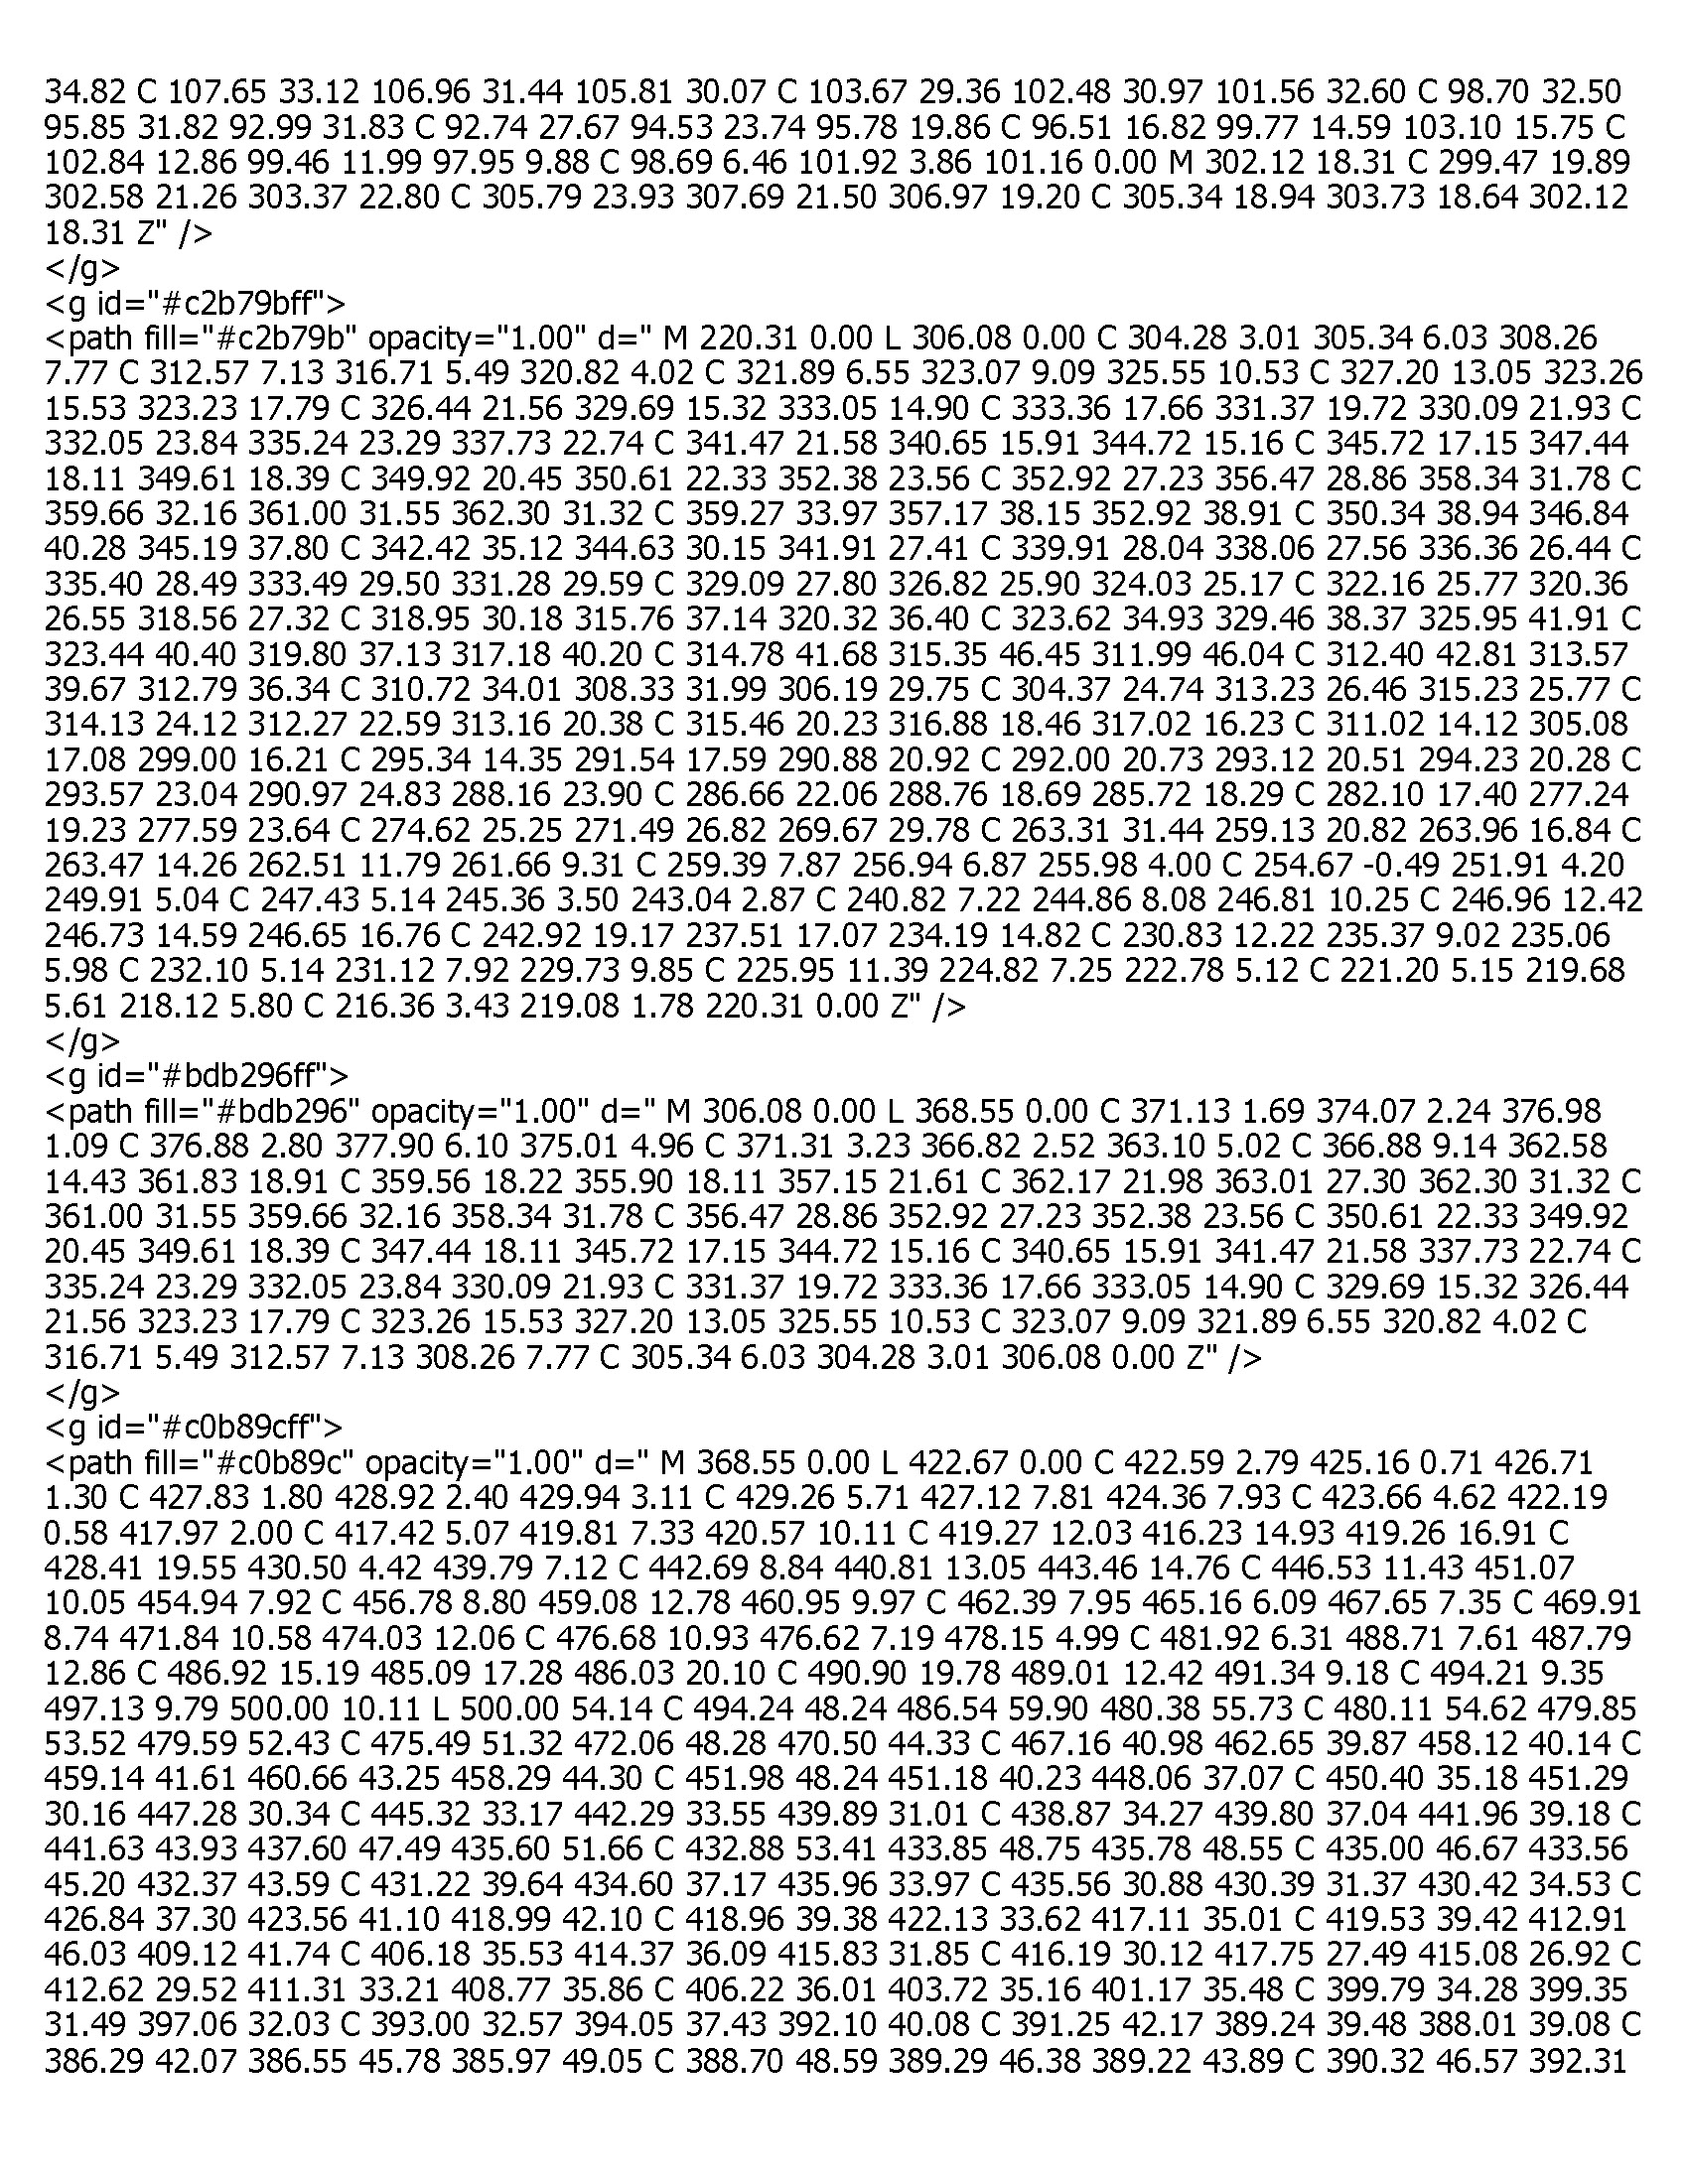 34.82 C 107.65 33.12 106.96 31.44 105.81 30.07 C 103.67 29.36 102.48 30.97 101.56 32.60 C 98.70 32.50
95.85 31.82 92.99 31.83 C 92.74 27.67 94.53 23.74 95.78 19.86 C 96.51 16.82 99.77 14.59 103.10 15.75 C
102.84 12.86 99.46 11.99 97.95 9.88 C 98.69 6.46 101.92 3.86 101.16 0.00 M 302.12 18.31 C 299.47 19.89
302.58 21.26 303.37 22.80 C 305.79 23.93 307.69 21.50 306.97 19.20 C 305.34 18.94 303.73 18.64 302.12
18.31 Z" />
</g>
<g id="#c2b79bff">
<path fill="#c2b79b" opacity="1.00" d=" M 220.31 0.00 L 306.08 0.00 C 304.28 3.01 305.34 6.03 308.26
7.77 C 312.57 7.13 316.71 5.49 320.82 4.02 C 321.89 6.55 323.07 9.09 325.55 10.53 C 327.20 13.05 323.26
15.53 323.23 17.79 C 326.44 21.56 329.69 15.32 333.05 14.90 C 333.36 17.66 331.37 19.72 330.09 21.93 C
332.05 23.84 335.24 23.29 337.73 22.74 C 341.47 21.58 340.65 15.91 344.72 15.16 C 345.72 17.15 347.44
18.11 349.61 18.39 C 349.92 20.45 350.61 22.33 352.38 23.56 C 352.92 27.23 356.47 28.86 358.34 31.78 C
359.66 32.16 361.00 31.55 362.30 31.32 C 359.27 33.97 357.17 38.15 352.92 38.91 C 350.34 38.94 346.84
40.28 345.19 37.80 C 342.42 35.12 344.63 30.15 341.91 27.41 C 339.91 28.04 338.06 27.56 336.36 26.44 C
335.40 28.49 333.49 29.50 331.28 29.59 C 329.09 27.80 326.82 25.90 324.03 25.17 C 322.16 25.77 320.36
26.55 318.56 27.32 C 318.95 30.18 315.76 37.14 320.32 36.40 C 323.62 34.93 329.46 38.37 325.95 41.91 C
323.44 40.40 319.80 37.13 317.18 40.20 C 314.78 41.68 315.35 46.45 311.99 46.04 C 312.40 42.81 313.57
39.67 312.79 36.34 C 310.72 34.01 308.33 31.99 306.19 29.75 C 304.37 24.74 313.23 26.46 315.23 25.77 C
314.13 24.12 312.27 22.59 313.16 20.38 C 315.46 20.23 316.88 18.46 317.02 16.23 C 311.02 14.12 305.08
17.08 299.00 16.21 C 295.34 14.35 291.54 17.59 290.88 20.92 C 292.00 20.73 293.12 20.51 294.23 20.28 C
293.57 23.04 290.97 24.83 288.16 23.90 C 286.66 22.06 288.76 18.69 285.72 18.29 C 282.10 17.40 277.24
19.23 277.59 23.64 C 274.62 25.25 271.49 26.82 269.67 29.78 C 263.31 31.44 259.13 20.82 263.96 16.84 C
263.47 14.26 262.51 11.79 261.66 9.31 C 259.39 7.87 256.94 6.87 255.98 4.00 C 254.67 -0.49 251.91 4.20
249.91 5.04 C 247.43 5.14 245.36 3.50 243.04 2.87 C 240.82 7.22 244.86 8.08 246.81 10.25 C 246.96 12.42
246.73 14.59 246.65 16.76 C 242.92 19.17 237.51 17.07 234.19 14.82 C 230.83 12.22 235.37 9.02 235.06
5.98 C 232.10 5.14 231.12 7.92 229.73 9.85 C 225.95 11.39 224.82 7.25 222.78 5.12 C 221.20 5.15 219.68
5.61 218.12 5.80 C 216.36 3.43 219.08 1.78 220.31 0.00 Z" />
</g>
<g id="#bdb296ff">
<path fill="#bdb296" opacity="1.00" d=" M 306.08 0.00 L 368.55 0.00 C 371.13 1.69 374.07 2.24 376.98
1.09 C 376.88 2.80 377.90 6.10 375.01 4.96 C 371.31 3.23 366.82 2.52 363.10 5.02 C 366.88 9.14 362.58
14.43 361.83 18.91 C 359.56 18.22 355.90 18.11 357.15 21.61 C 362.17 21.98 363.01 27.30 362.30 31.32 C
361.00 31.55 359.66 32.16 358.34 31.78 C 356.47 28.86 352.92 27.23 352.38 23.56 C 350.61 22.33 349.92
20.45 349.61 18.39 C 347.44 18.11 345.72 17.15 344.72 15.16 C 340.65 15.91 341.47 21.58 337.73 22.74 C
335.24 23.29 332.05 23.84 330.09 21.93 C 331.37 19.72 333.36 17.66 333.05 14.90 C 329.69 15.32 326.44
21.56 323.23 17.79 C 323.26 15.53 327.20 13.05 325.55 10.53 C 323.07 9.09 321.89 6.55 320.82 4.02 C
316.71 5.49 312.57 7.13 308.26 7.77 C 305.34 6.03 304.28 3.01 306.08 0.00 Z" />
</g>
<g id="#c0b89cff">
<path fill="#c0b89c" opacity="1.00" d=" M 368.55 0.00 L 422.67 0.00 C 422.59 2.79 425.16 0.71 426.71
1.30 C 427.83 1.80 428.92 2.40 429.94 3.11 C 429.26 5.71 427.12 7.81 424.36 7.93 C 423.66 4.62 422.19
0.58 417.97 2.00 C 417.42 5.07 419.81 7.33 420.57 10.11 C 419.27 12.03 416.23 14.93 419.26 16.91 C
428.41 19.55 430.50 4.42 439.79 7.12 C 442.69 8.84 440.81 13.05 443.46 14.76 C 446.53 11.43 451.07
10.05 454.94 7.92 C 456.78 8.80 459.08 12.78 460.95 9.97 C 462.39 7.95 465.16 6.09 467.65 7.35 C 469.91
8.74 471.84 10.58 474.03 12.06 C 476.68 10.93 476.62 7.19 478.15 4.99 C 481.92 6.31 488.71 7.61 487.79
12.86 C 486.92 15.19 485.09 17.28 486.03 20.10 C 490.90 19.78 489.01 12.42 491.34 9.18 C 494.21 9.35
497.13 9.79 500.00 10.11 L 500.00 54.14 C 494.24 48.24 486.54 59.90 480.38 55.73 C 480.11 54.62 479.85
53.52 479.59 52.43 C 475.49 51.32 472.06 48.28 470.50 44.33 C 467.16 40.98 462.65 39.87 458.12 40.14 C
459.14 41.61 460.66 43.25 458.29 44.30 C 451.98 48.24 451.18 40.23 448.06 37.07 C 450.40 35.18 451.29
30.16 447.28 30.34 C 445.32 33.17 442.29 33.55 439.89 31.01 C 438.87 34.27 439.80 37.04 441.96 39.18 C
441.63 43.93 437.60 47.49 435.60 51.66 C 432.88 53.41 433.85 48.75 435.78 48.55 C 435.00 46.67 433.56
45.20 432.37 43.59 C 431.22 39.64 434.60 37.17 435.96 33.97 C 435.56 30.88 430.39 31.37 430.42 34.53 C
426.84 37.30 423.56 41.10 418.99 42.10 C 418.96 39.38 422.13 33.62 417.11 35.01 C 419.53 39.42 412.91
46.03 409.12 41.74 C 406.18 35.53 414.37 36.09 415.83 31.85 C 416.19 30.12 417.75 27.49 415.08 26.92 C
412.62 29.52 411.31 33.21 408.77 35.86 C 406.22 36.01 403.72 35.16 401.17 35.48 C 399.79 34.28 399.35
31.49 397.06 32.03 C 393.00 32.57 394.05 37.43 392.10 40.08 C 391.25 42.17 389.24 39.48 388.01 39.08 C
386.29 42.07 386.55 45.78 385.97 49.05 C 388.70 48.59 389.29 46.38 389.22 43.89 C 390.32 46.57 392.31